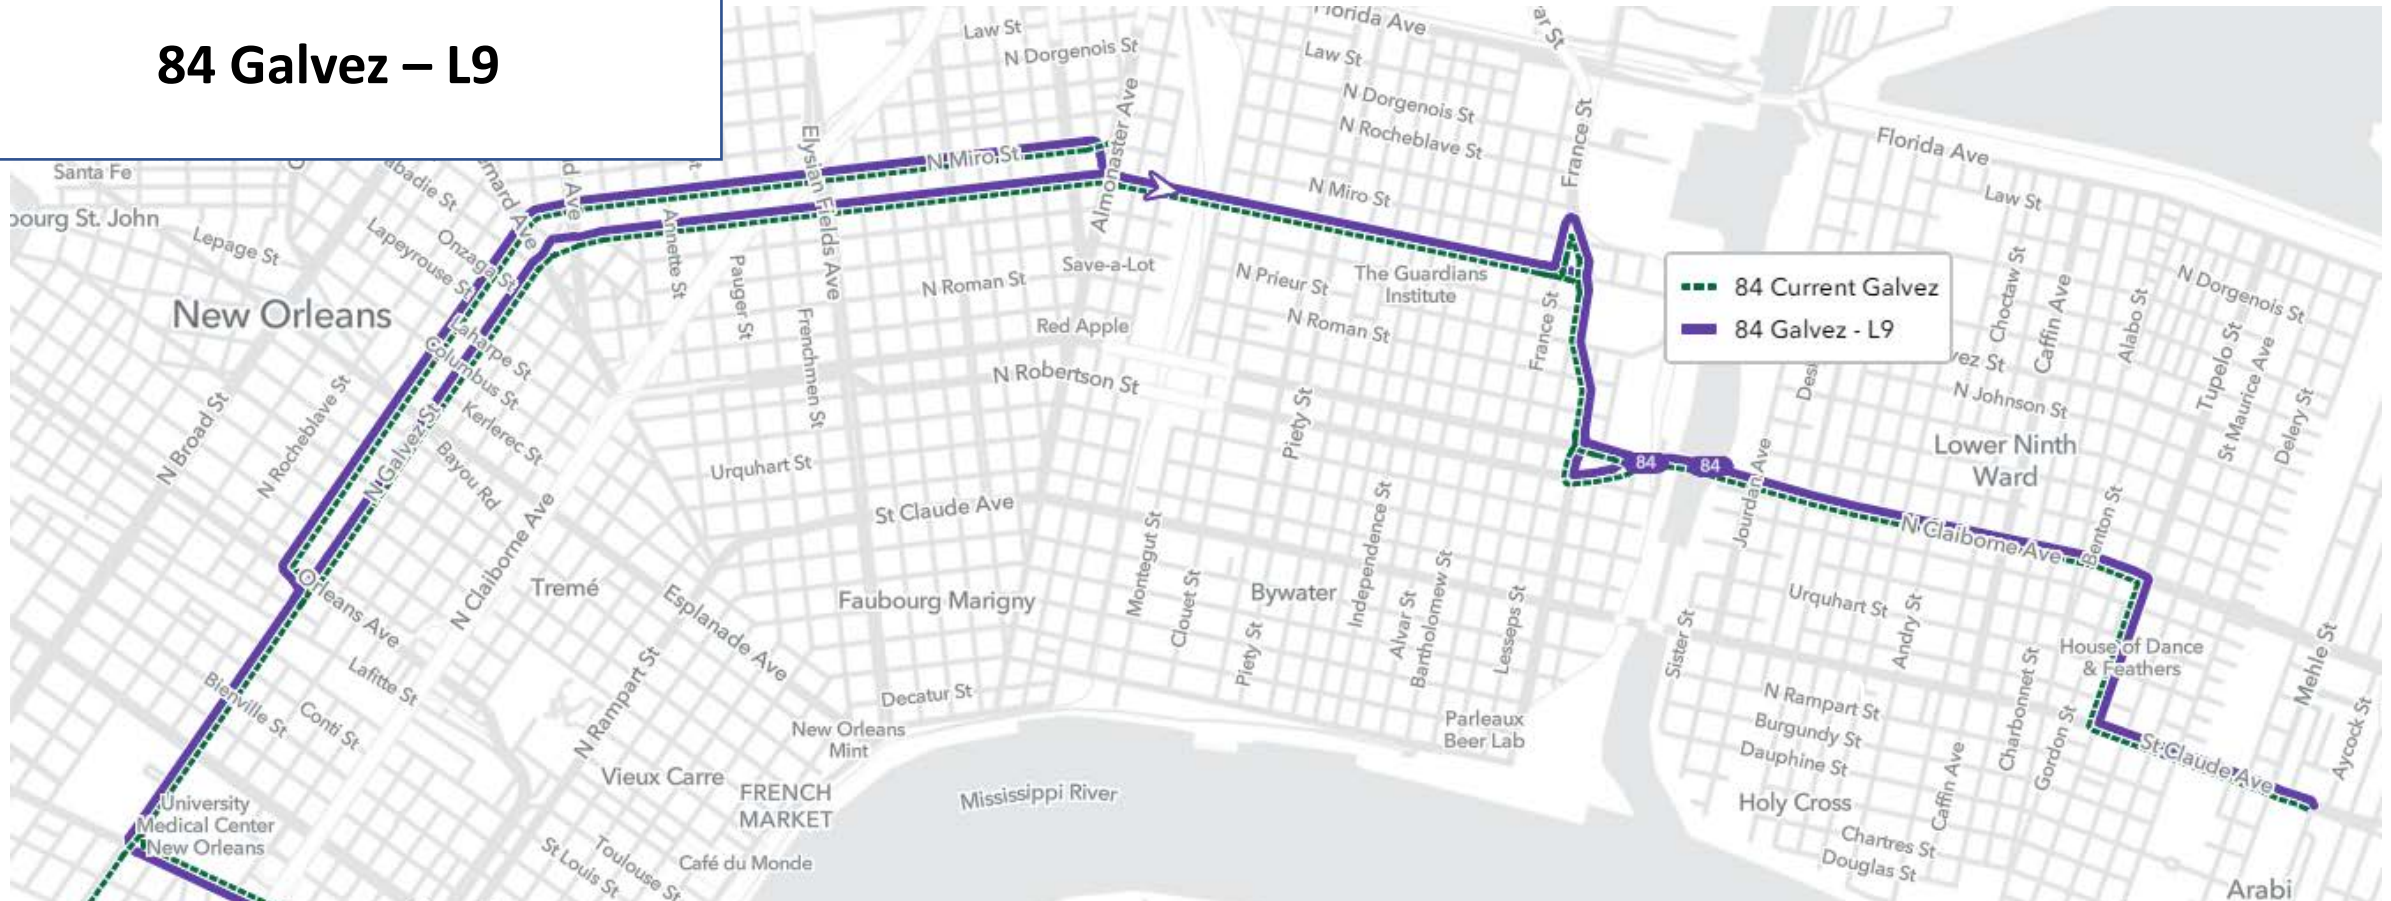 84 Galvez – L9
Law St
N Dorgenois St
Florida Ave
Law St
N Dorgenois St
N Rocheblave St
N Miro St
France St
Florida Ave
Law St
Santa Fe
bourg St. John
Lepage St
abadie St
Lapeyrouse St
Onzaga St
ernard Ave
d Ave
Elysian Fields Ave
N Miro St
Almonaster Ave
Annette St
Pauger St
Frenchmen St
Save-a-Lot
N Roman St
Red Apple
N Robertson St
N Prieur St
The Guardians
Institute
N Roman St
France St
84 Current Galvez
84 Galvez - L9
Choctaw St
Caffin Ave
Alabo St
N Dorgenois St
Tupelo St
St Maurice Ave
Delery St
vez St
N Johnson St
Lower Ninth
Ward
New Orleans
Laharpe St
Columbus St
Kerlerec St
N Broad St
N Rocheblave St
N Galvez St
Bayou Rd
Urquhart St
St Claude Ave
N Claiborne Ave
Piety St
84
84
Jourdan Ave
N Claiborne Ave
Benton St
Orleans Ave
Tremé
Esplanade Ave
Faubourg Marigny
Montegut St
Clouet St
Piety St
Bywater
Independence St
Alvar St
Bartholomew St
Lesseps St
Sister St
Urquhart St
Andry St
House of Dance
& Feathers
Mehle St
Aycock St
Lafitte St
Bienville St
Conti St
N Rampart St
Decatur St
New Orleans
Mint
Parleaux
Beer Lab
N Rampart St
Burgundy St
Dauphine St
Charbonnet St
Gordon St
Caffin Ave
St Claude Ave
University
Medical Center
New Orleans
Vieux Carre
FRENCH
MARKET
Mississippi River
Holy Cross
Chartres St
Douglas St
St Louis St
Toulouse St
Café du Monde
Arabi